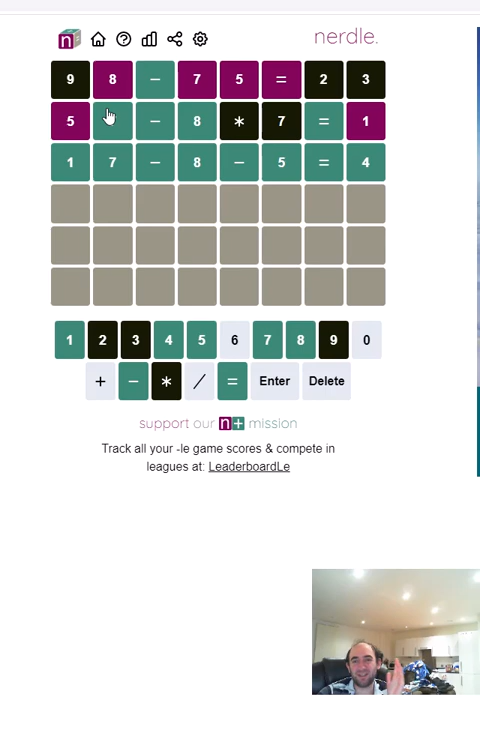 n nerdle.
9 8 − 7 5 = 2 3
5 − 8 * 7 = 1
1 7 − 8 − 5 = 4
1 2 3 4 5 6 7 8 9 0
+ − * / = Enter Delete
support our n+ mission
Track all your -le game scores & compete in
leagues at: LeaderboardLe